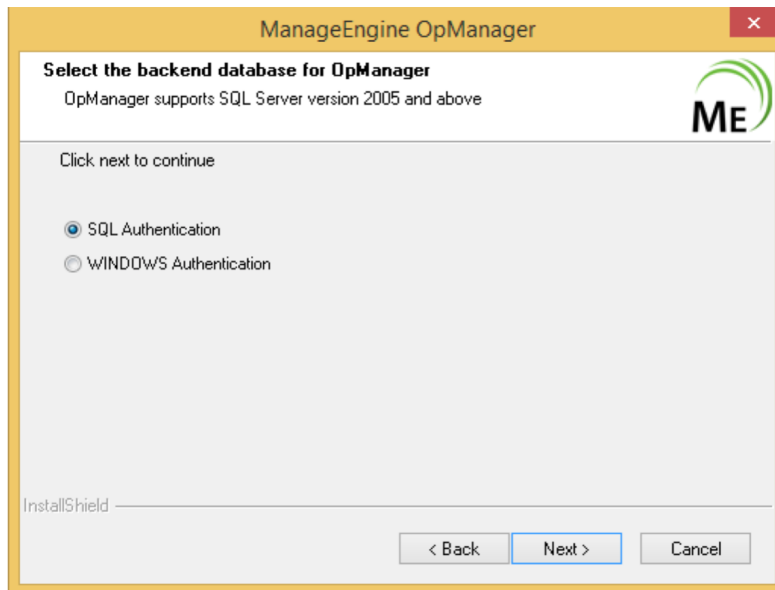 ManageEngine OpManager
Select the backend database for OpManager
OpManager supports SQL Server version 2005 and above
ME
Click next to continue
SQL Authentication
WINDOWS Authentication
InstallShield
< Back Next > Cancel